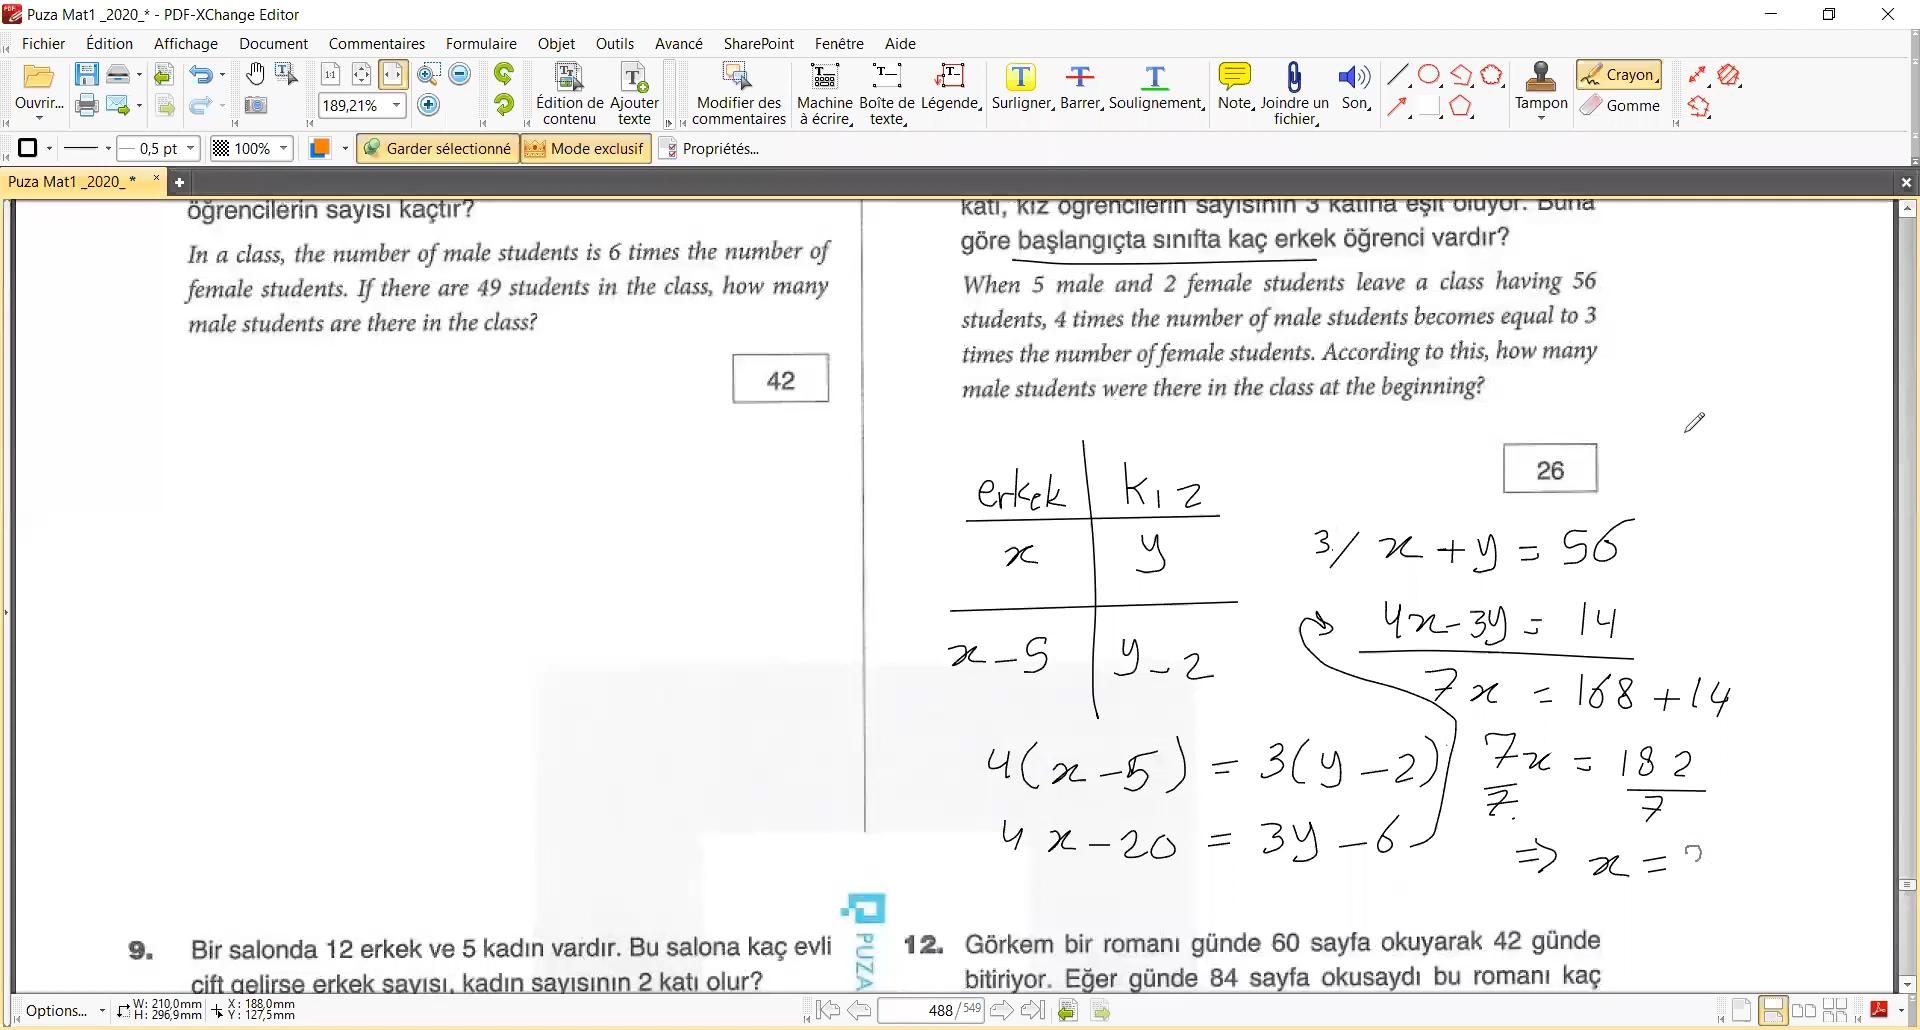 Puza Mat1 _2020_* - PDF-XChange Editor
Fichier Édition Affichage Document Commentaires Formulaire Objet Outils Avancé SharePoint Fenêtre Aide
Ouvrir... 189,21% Édition de contenu Ajouter texte Modifier des commentaires Machine à écrire, Boîte de texte, Légende, Surligner, Barrer, Soulignement, Note, Joindre un fichier, Son, Tampon Crayon Gomme
0,5 pt 100% Garder sélectionné Mode exclusif Propriétés...
Puza Mat1 _2020_ *
öğrencilerin sayısı kaçtır?
In a class, the number of male students is 6 times the number of
female students. If there are 49 students in the class, how many
male students are there in the class?
42
9. Bir salonda 12 erkek ve 5 kadın vardır. Bu salona kaç evli
çift gelirse erkek sayısı, kadın sayısının 2 katı olur?
PUZA
katı, kız öğrencilerin sayısının 3 katına eşit oluyor. Buna
göre başlangıçta sınıfta kaç erkek öğrenci vardır?
When 5 male and 2 female students leave a class having 56
students, 4 times the number of male students becomes equal to 3
times the number of female students. According to this, how many
male students were there in the class at the beginning?
26
erkek kız
x y
x-5 y-2
4(x-5) = 3(y-2)
4x-20 = 3y-6
3/ x+y = 56
4x-3y = 14
7x = 168+14
7x = 182
7 7
⇒ x = 2
12. Görkem bir romanı günde 60 sayfa okuyarak 42 günde
bitiriyor. Eğer günde 84 sayfa okusaydı bu romanı kaç
Options... W: 210,0mm X: 188,0mm 488 / 549
H: 296,9mm Y: 127,5mm